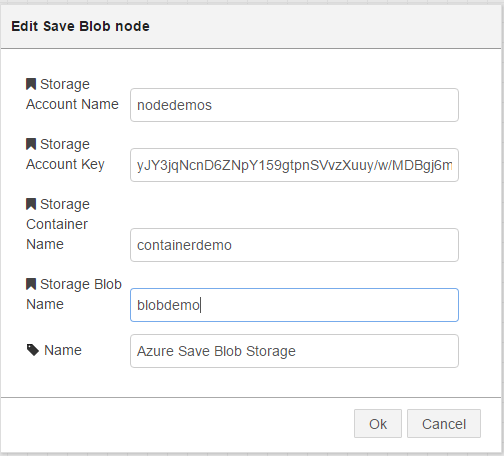 Edit Save Blob node
Storage
Account Name
nodedemos
Storage
Account Key
yJY3jqNcnD6ZNpY159gtpnSVvzXuuy/w/MDBgj6m
Storage
Container
Name
containerdemo
Storage Blob
Name
blobdemo
Name
Azure Save Blob Storage
Ok
Cancel